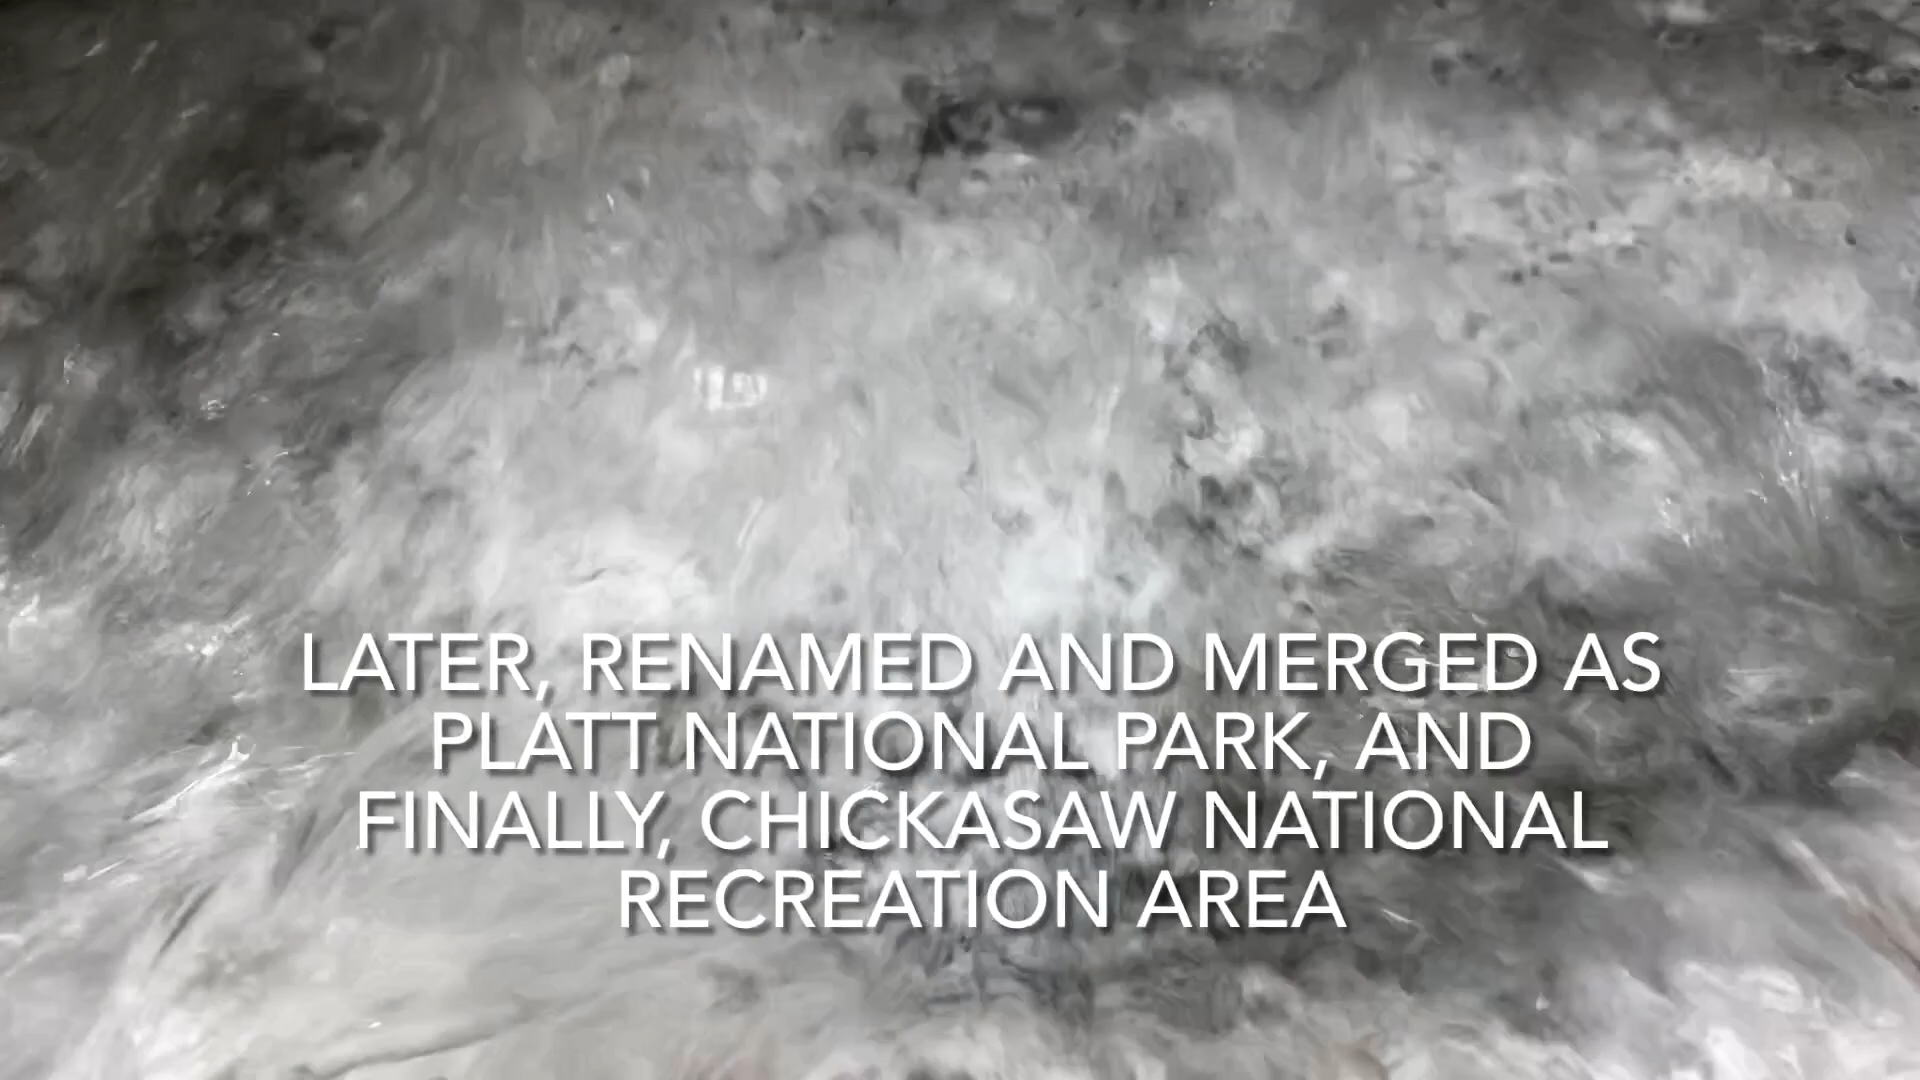 LATER, RENAMED AND MERGED AS
PLATT NATIONAL PARK, AND
FINALLY, CHICKASAW NATIONAL
RECREATION AREA